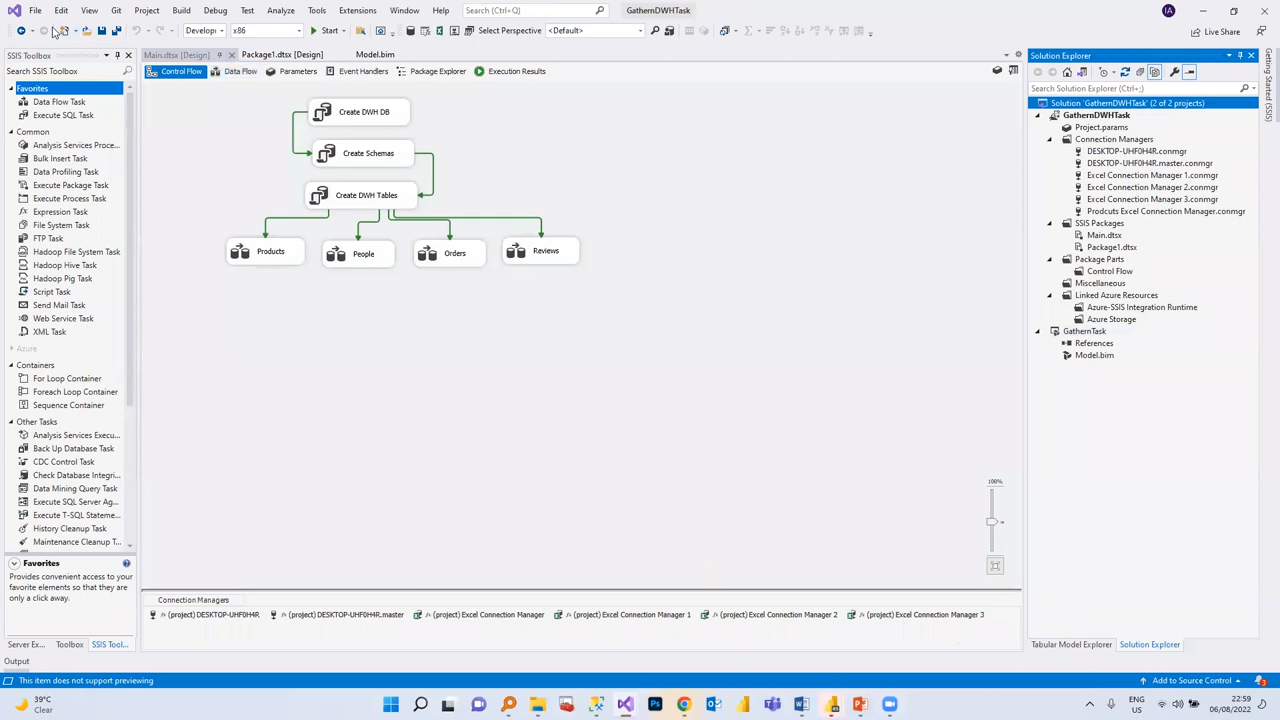 File Edit View Project Build Debug Test Analyze Tools Extensions Window Help Search (Ctrl+;) GathernDWHTask IA
Develop x86 Start Select Perspective <Default> Live Share
SSIS Toolbox
Search SSIS Toolbox
Favorites
Data Flow Task
Execute SQL Task
Common
Analysis Services Proce...
Bulk Insert Task
Data Profiling Task
Execute Package Task
Execute Process Task
Expression Task
File System Task
FTP Task
Hadoop File System Task
Hadoop Hive Task
Hadoop Pig Task
Script Task
Send Mail Task
Web Service Task
XML Task
Azure
Containers
For Loop Container
Foreach Loop Container
Sequence Container
Other Tasks
Analysis Services Execu...
Back Up Database Task
CDC Control Task
Check Database Integri...
Data Mining Query Task
Execute SQL Server Ag...
Execute T-SQL Stateme...
History Cleanup Task
Maintenance Cleanup T...
Favorites
Provides convenient access to your
favorite elements so that they are
only a click away.
Server Ex... Toolbox SSIS Tool...
Output
Main.dtsx [Design] Package1.dtsx [Design] Model.bim
Control Flow Data Flow Parameters Event Handlers Package Explorer Execution Results
Create DWH DB
Create Schemas
Create DWH Tables
Products People Orders Reviews
100%
Connection Managers
(project) DESKTOP-UHF0H4R (project) DESKTOP-UHF0H4R.master (project) Excel Connection Manager (project) Excel Connection Manager 1 (project) Excel Connection Manager 2 (project) Excel Connection Manager 3
Solution Explorer
Search Solution Explorer (Ctrl+;)
Solution 'GathernDWHTask' (2 of 2 projects)
GathernDWHTask
Project.params
Connection Managers
DESKTOP-UHF0H4R.conmgr
DESKTOP-UHF0H4R.master.conmgr
Excel Connection Manager 1.conmgr
Excel Connection Manager 2.conmgr
Excel Connection Manager 3.conmgr
Prodcuts Excel Connection Manager.conmgr
SSIS Packages
Main.dtsx
Package1.dtsx
Package Parts
Control Flow
Miscellaneous
Linked Azure Resources
Azure-SSIS Integration Runtime
Azure Storage
GathernTask
References
Model.bim
Tabular Model Explorer Solution Explorer
Getting Started (SSIS)
This item does not support previewing Add to Source Control
39°C
Clear
ENG
US
22:59
06/08/2022